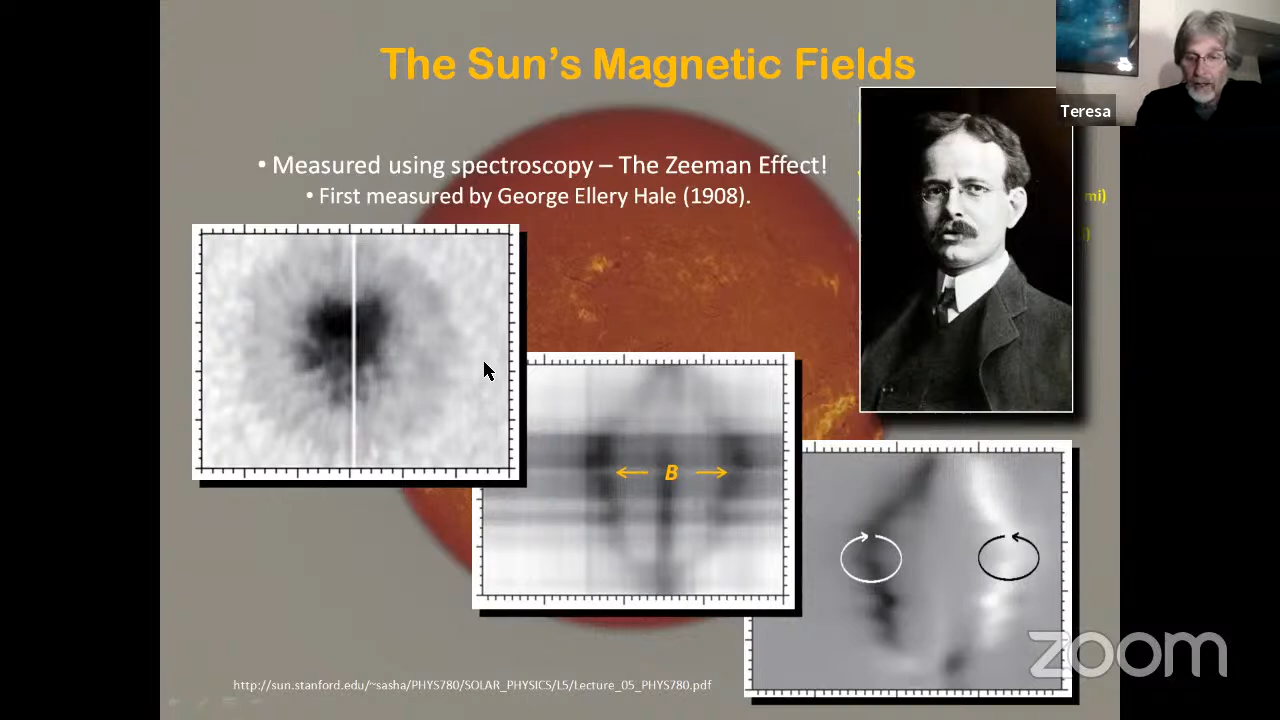 The Sun's Magnetic Fields
Teresa
• Measured using spectroscopy – The Zeeman Effect!
• First measured by George Ellery Hale (1908).
mi)
B
zoom
http://sun.stanford.edu/~sasha/PHYS780/SOLAR_PHYSICS/L5/Lecture_05_PHYS780.pdf